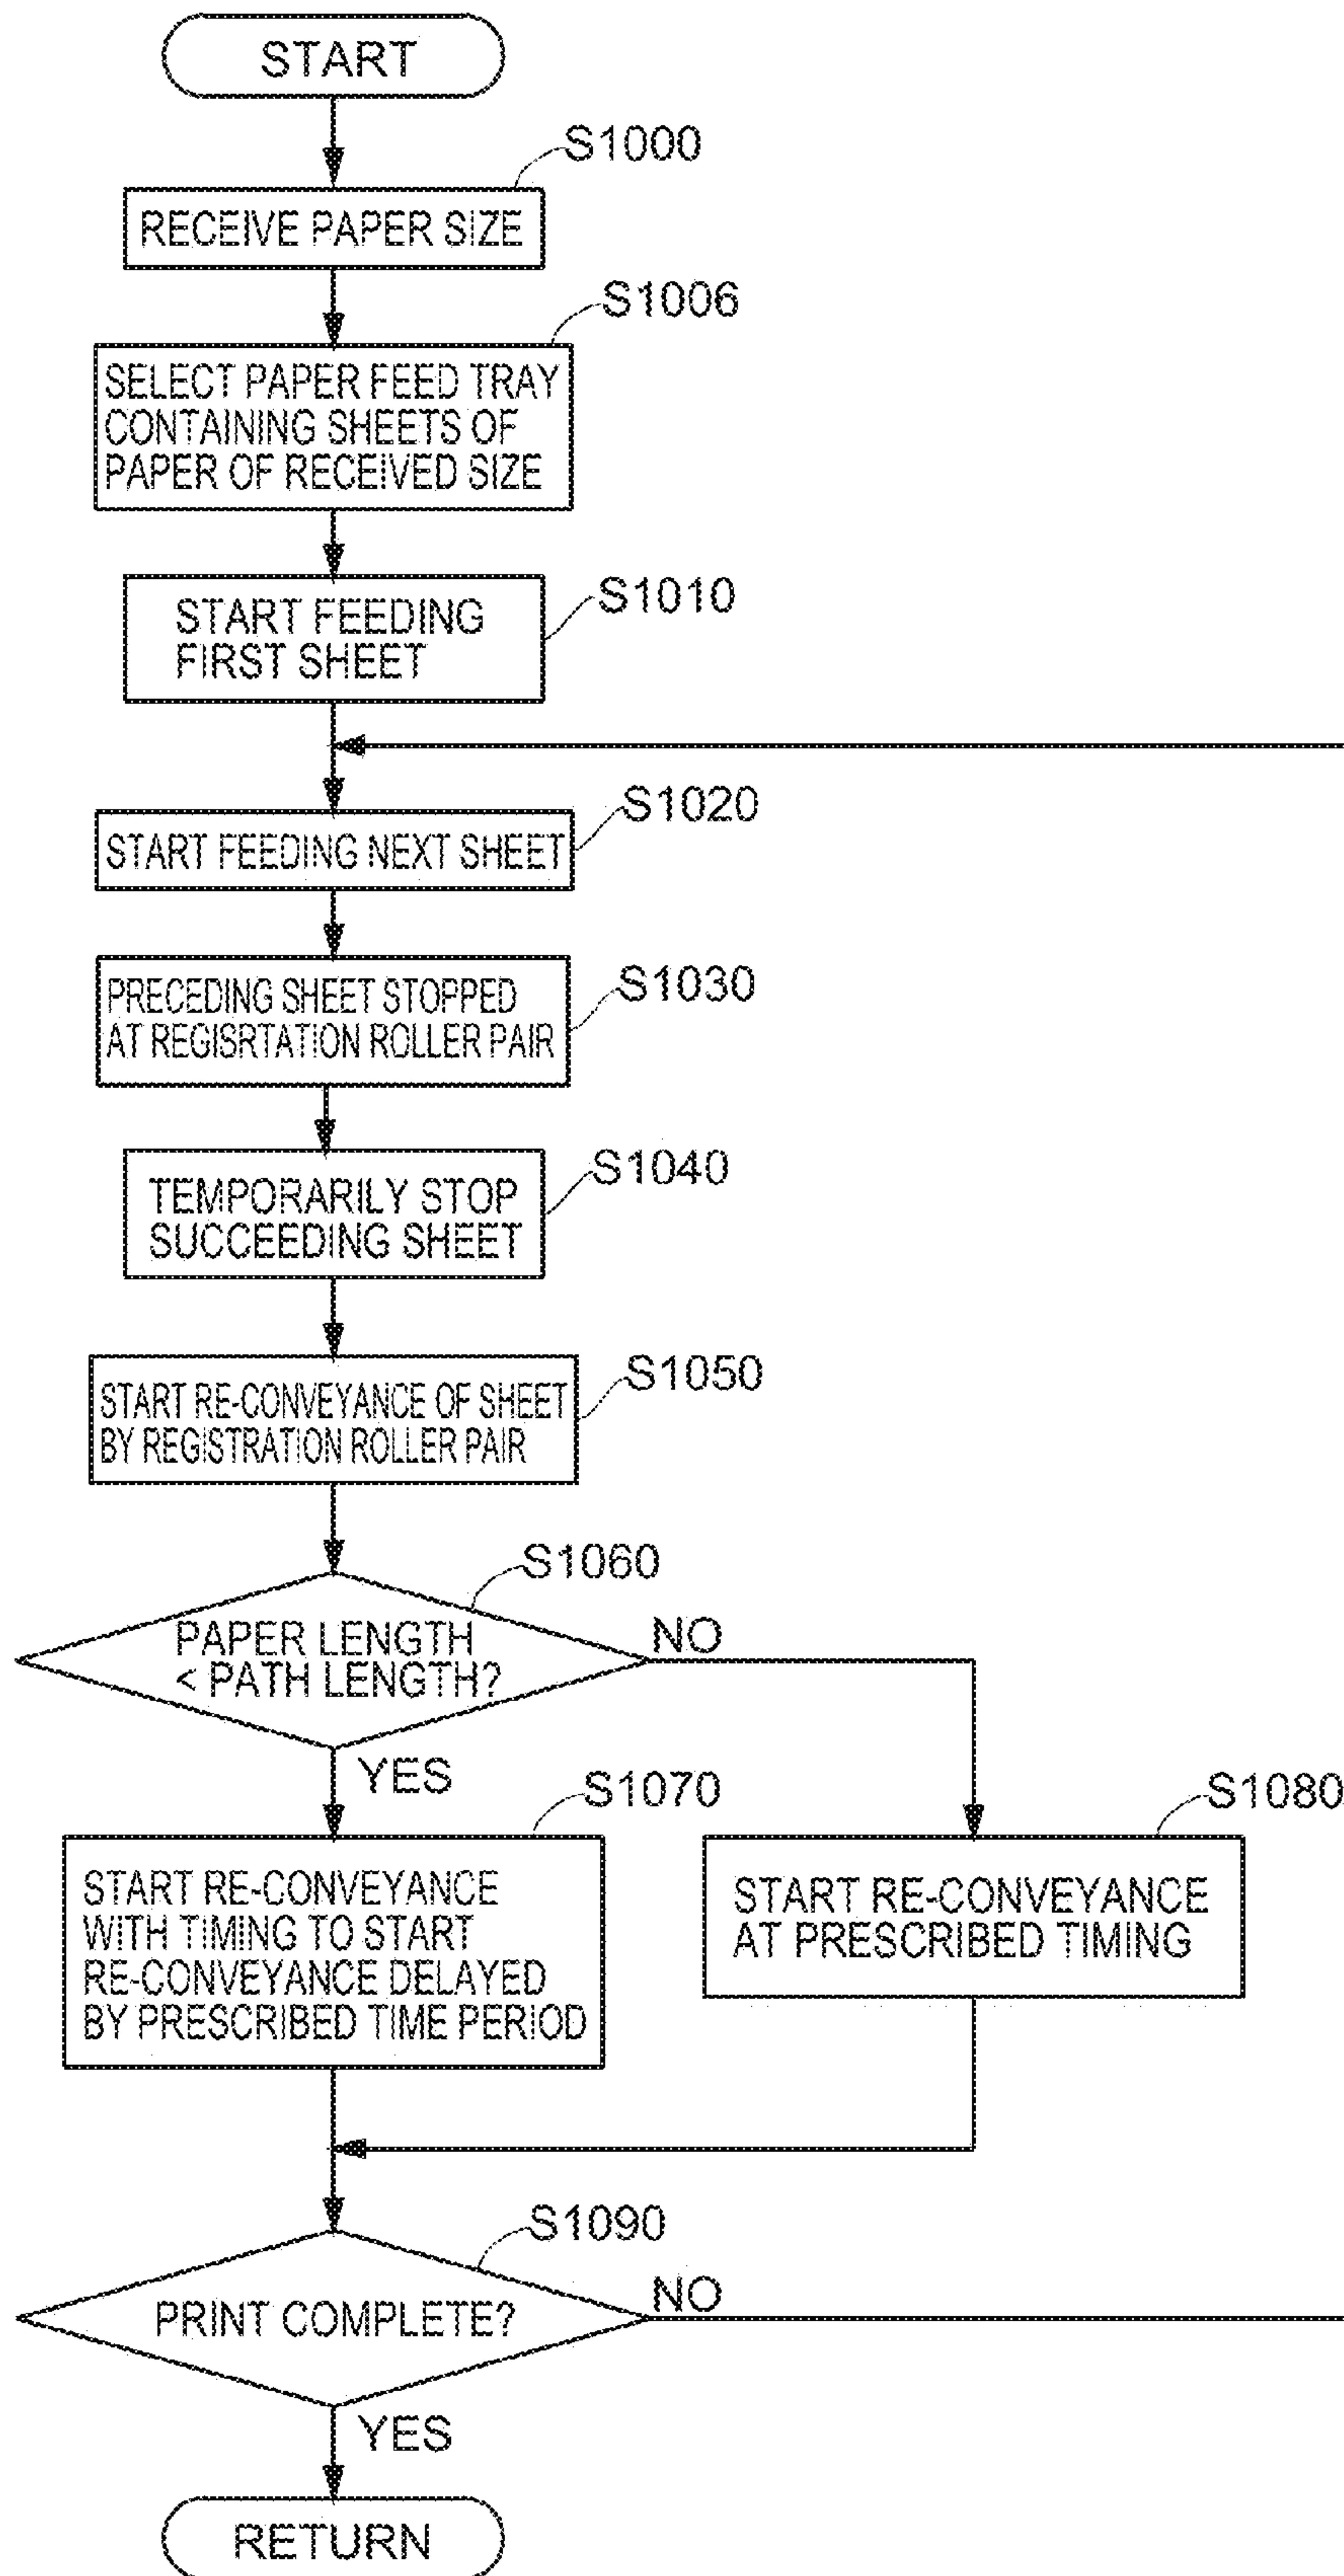 START
S1000
RECEIVE PAPER SIZE
S1006
SELECT PAPER FEED TRAY
CONTAINING SHEETS OF
PAPER OF RECEIVED SIZE
S1010
START FEEDING
FIRST SHEET
S1020
START FEEDING NEXT SHEET
S1030
PRECEDING SHEET STOPPED
AT REGISRTATION ROLLER PAIR
S1040
TEMPORARILY STOP
SUCCEEDING SHEET
S1050
START RE-CONVEYANCE OF SHEET
BY REGISTRATION ROLLER PAIR
S1060
PAPER LENGTH
< PATH LENGTH?
NO
YES
S1070
START RE-CONVEYANCE
WITH TIMING TO START
RE-CONVEYANCE DELAYED
BY PRESCRIBED TIME PERIOD
S1080
START RE-CONVEYANCE
AT PRESCRIBED TIMING
S1090
PRINT COMPLETE?
NO
YES
RETURN